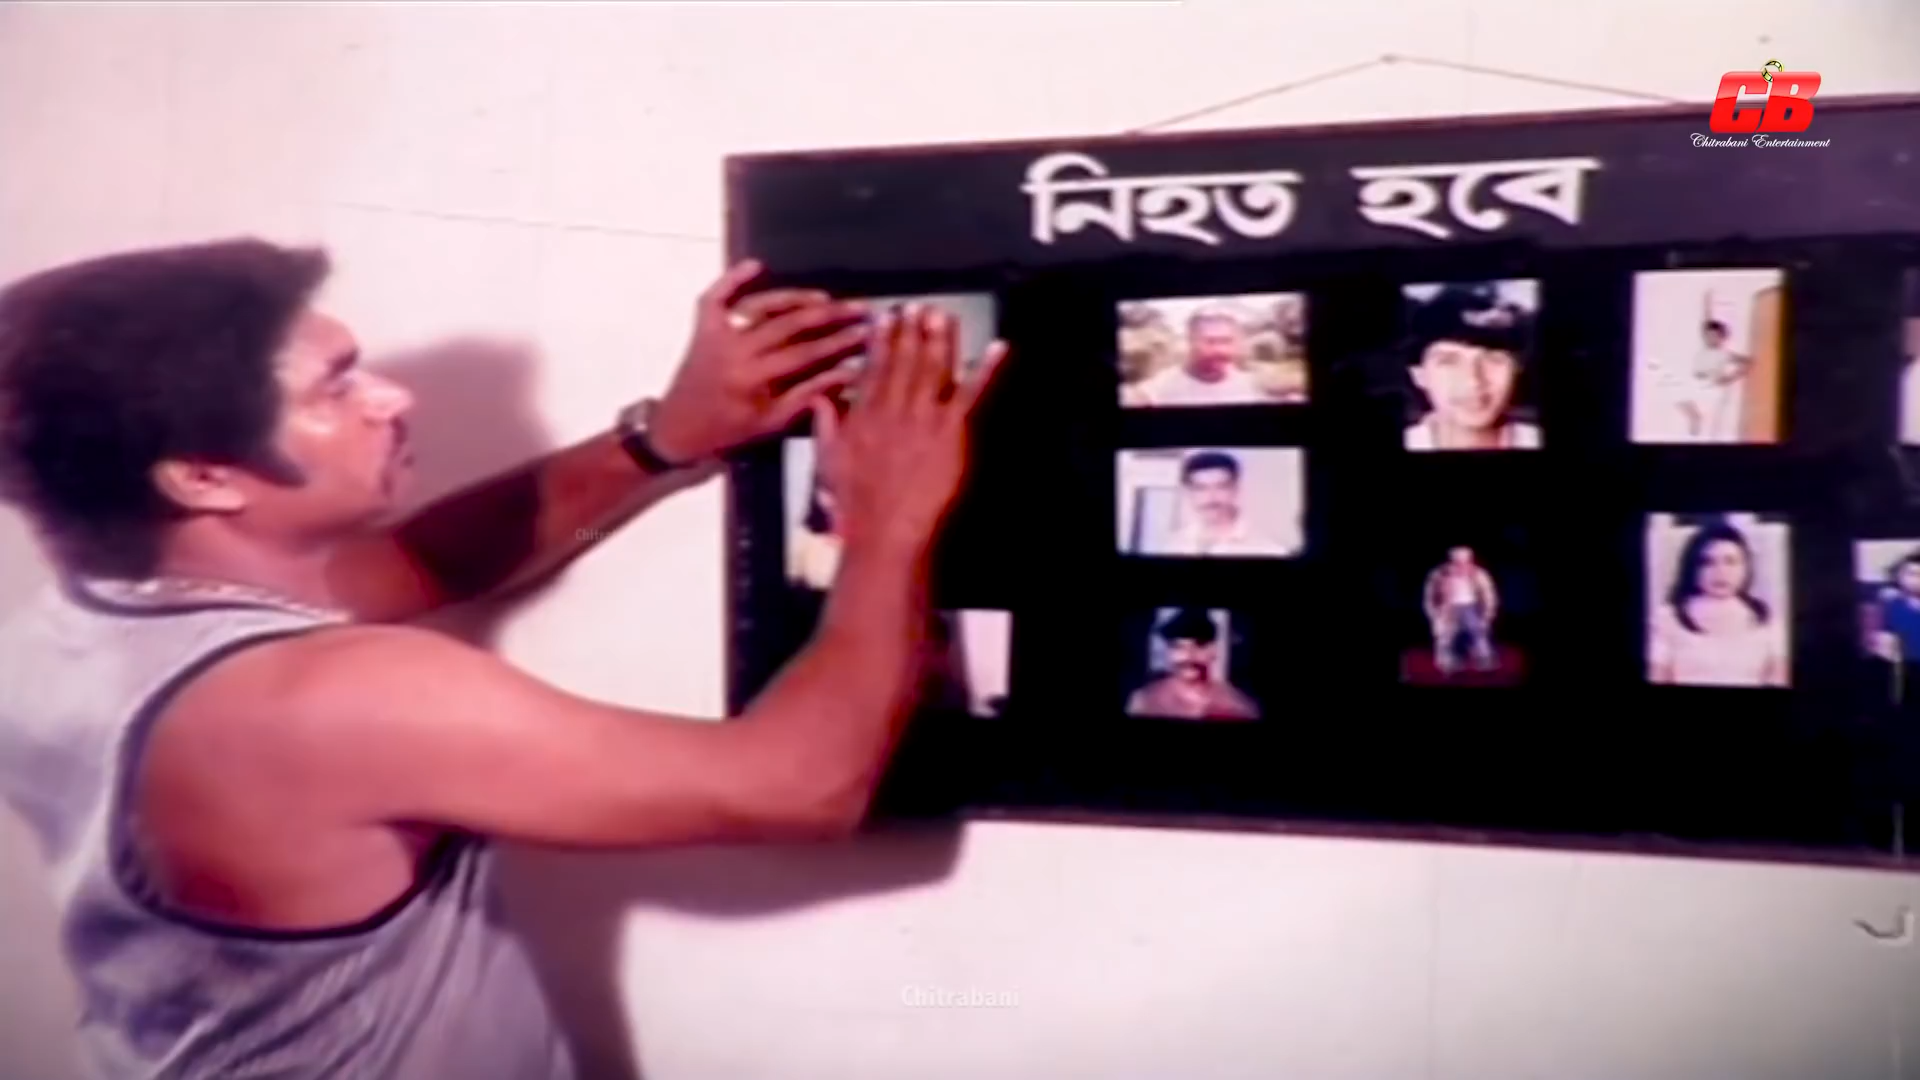 CB
Chitrabani Entertainment
নিহত হবে
Chitrabani